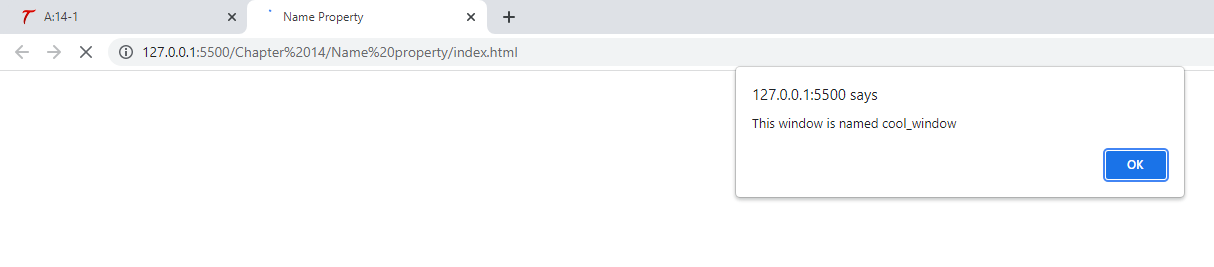 A:14-1
Name Property
127.0.0.1:5500/Chapter%2014/Name%20property/index.html
127.0.0.1:5500 says
This window is named cool_window
OK